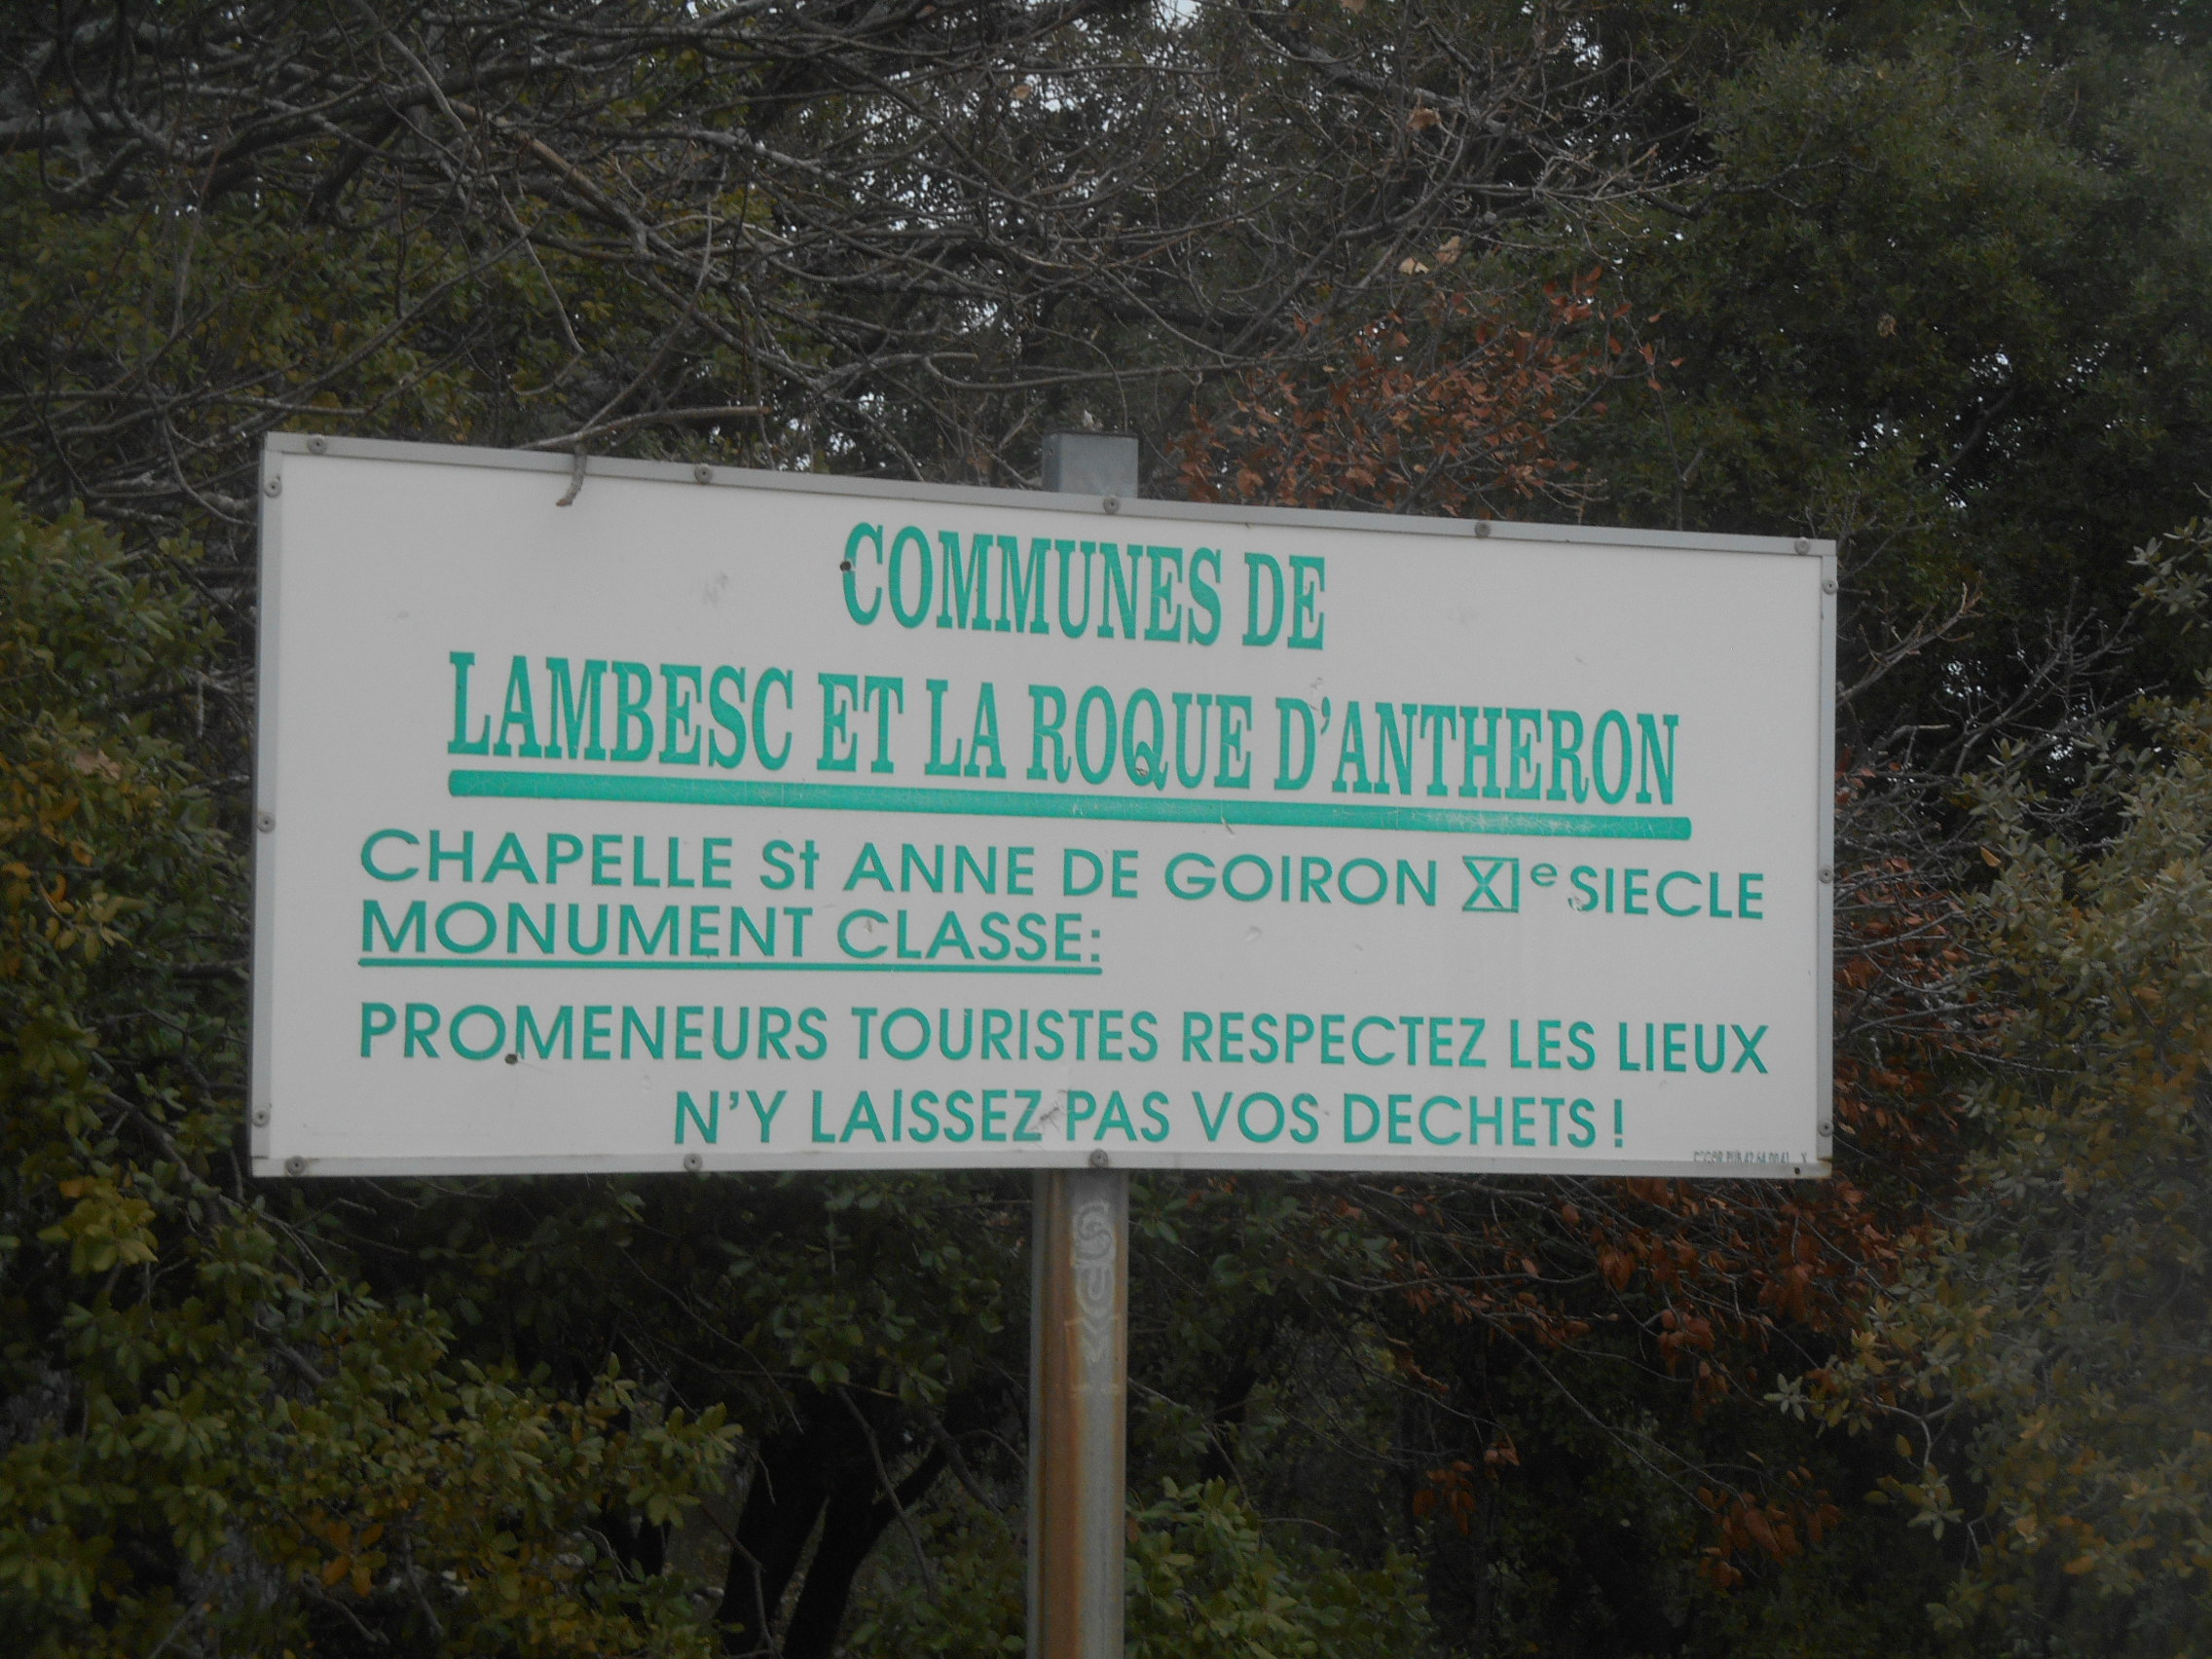 COMMUNES DE
LAMBESC ET LA ROQUE D'ANTHERON
CHAPELLE St ANNE DE GOIRON XIe SIECLE
MONUMENT CLASSE:
PROMENEURS TOURISTES RESPECTEZ LES LIEUX
N'Y LAISSEZ PAS VOS DECHETS !